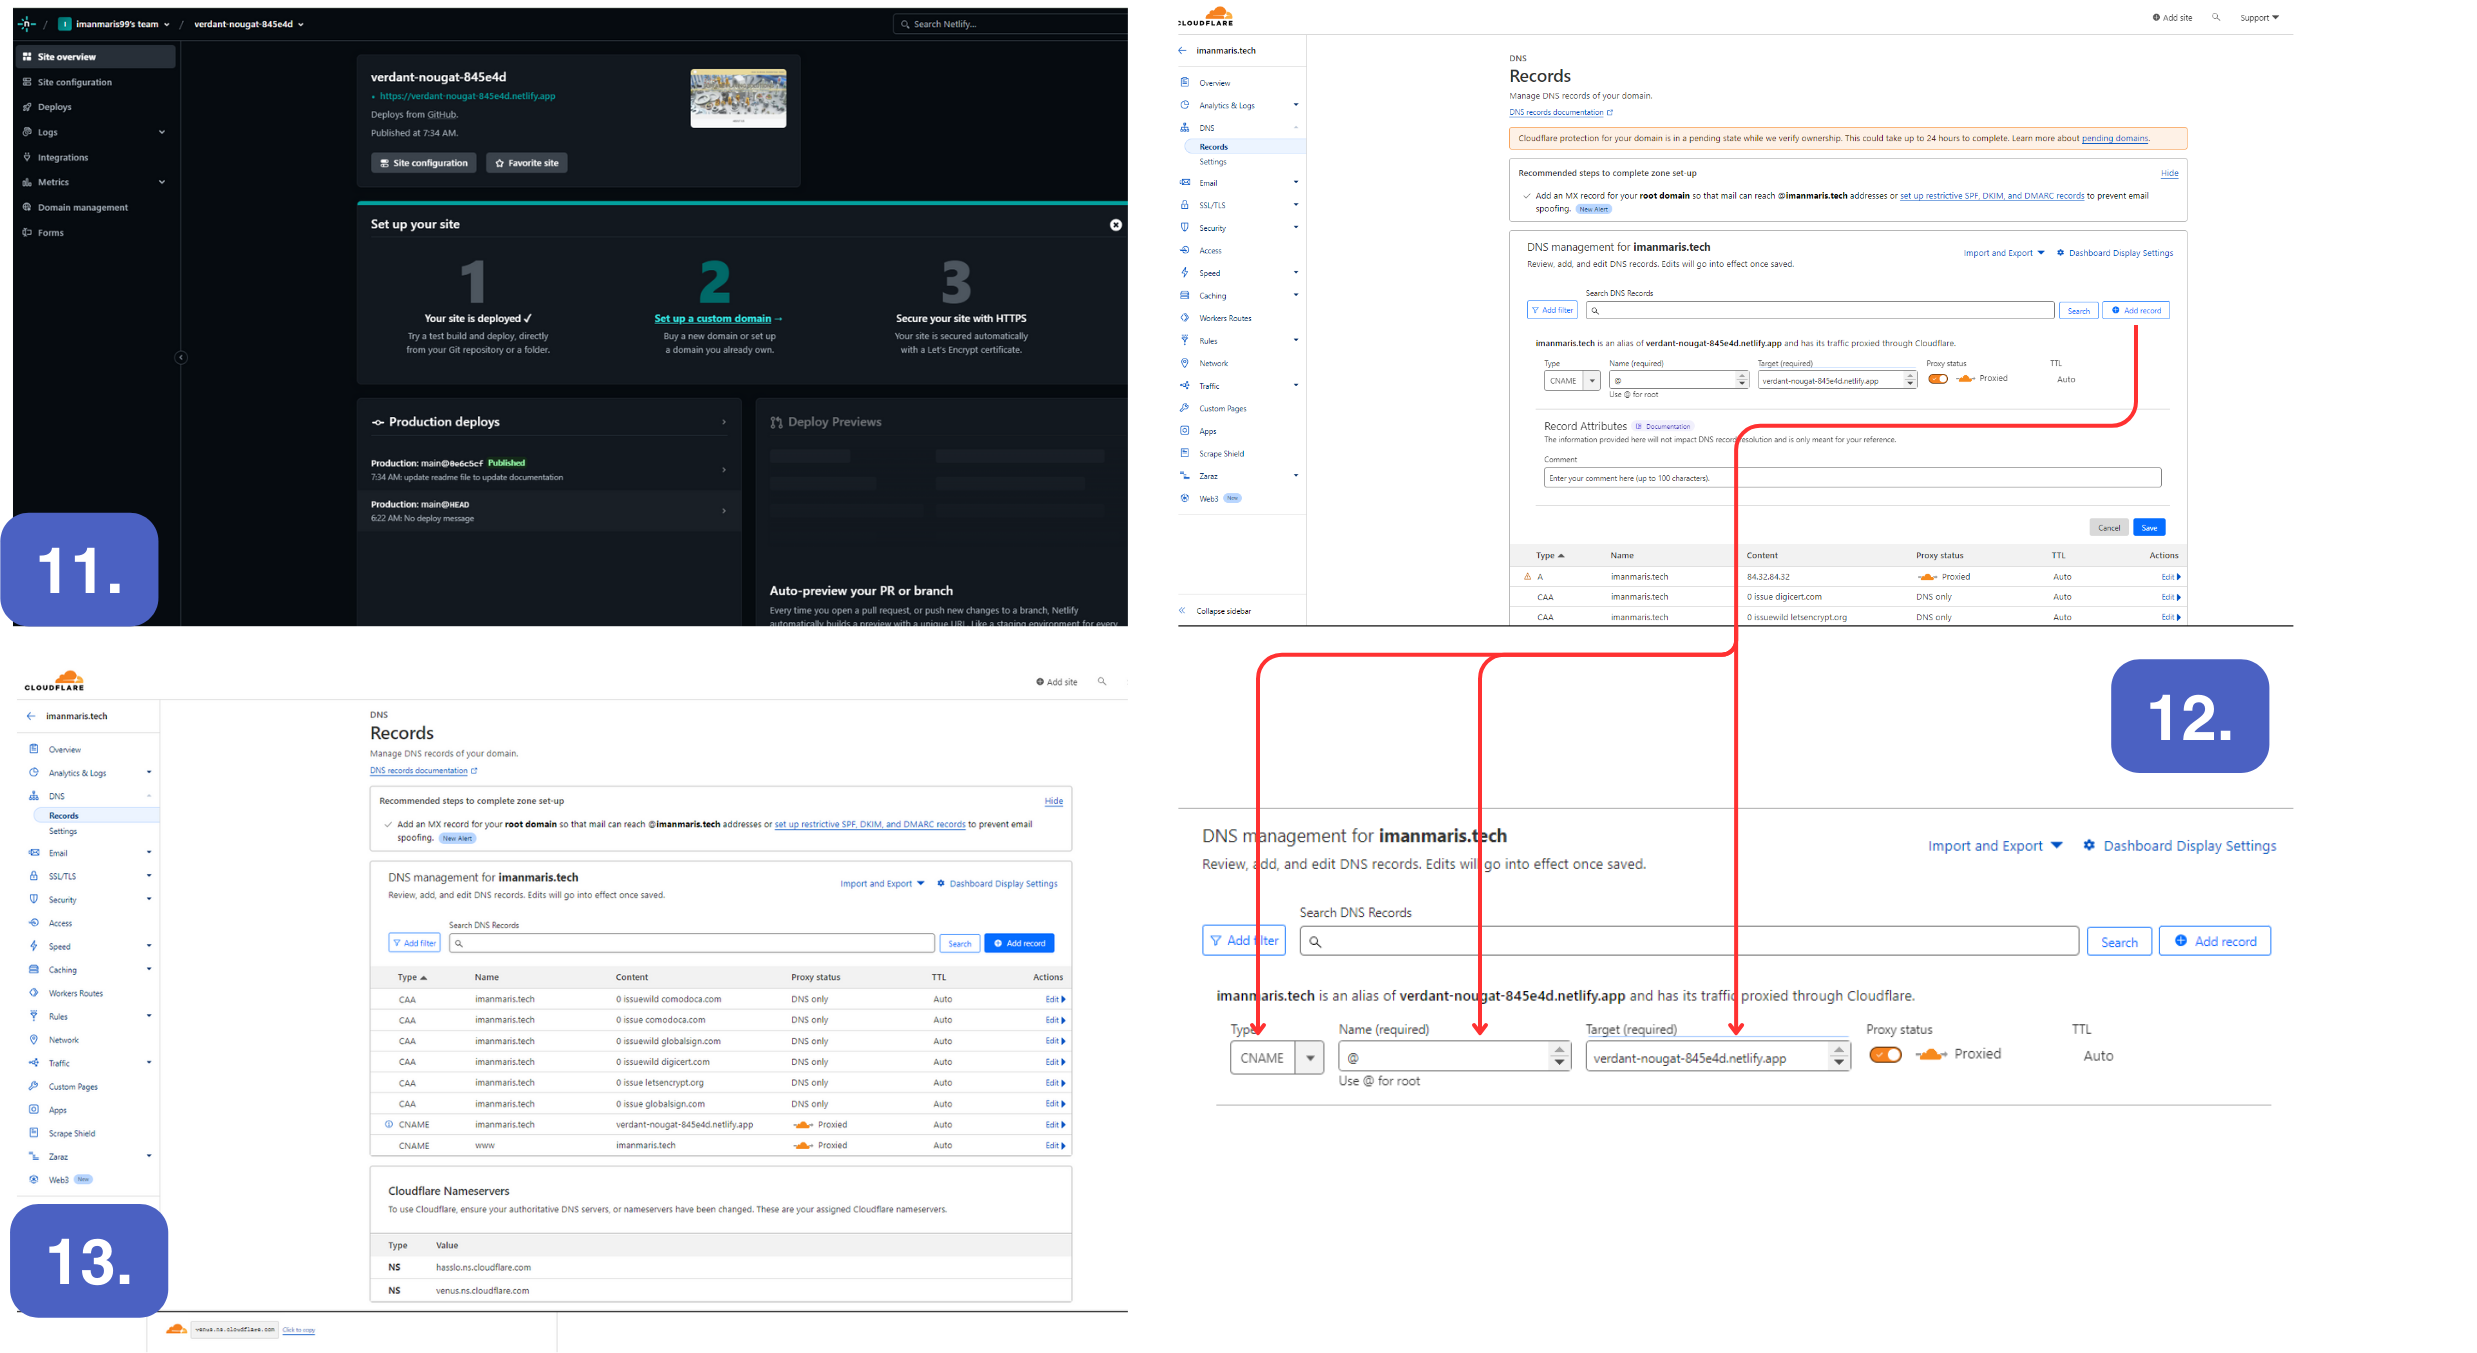 imanmaris99's team
verdant-nougat-845e4d
Search Netlify...
Site overview
Site configuration
Deploys
Logs
Integrations
Metrics
Domain management
Forms
verdant-nougat-845e4d
https://verdant-nougat-845e4d.netlify.app
Deploys from GitHub.
Published at 7:34 AM.
Site configuration
Favorite site
Set up your site
1
Your site is deployed ✓
Try a test build and deploy, directly
from your Git repository or a folder.
2
Set up a custom domain →
Buy a new domain or set up
a domain you already own.
3
Secure your site with HTTPS
Your site is secured automatically
with a Let's Encrypt certificate.
Production deploys
Production: main@0e6c5cf Published
7:34 AM: update readme file to update documentation
Production: main@HEAD
6:22 AM: No deploy message
Deploy Previews
Auto-preview your PR or branch
Every time you open a pull request, or push new changes to a branch, Netlify
automatically builds a preview with a unique URL. Like a staging environment for every
11.
CLOUDFLARE
Add site
Support
imanmaris.tech
Overview
Analytics & Logs
DNS
Records
Settings
Email
SSL/TLS
Security
Access
Speed
Caching
Workers Routes
Rules
Network
Traffic
Custom Pages
Apps
Scrape Shield
Zaraz
Web3 New
Collapse sidebar
DNS
Records
Manage DNS records of your domain.
DNS records documentation
Cloudflare protection for your domain is in a pending state while we verify ownership. This could take up to 24 hours to complete. Learn more about pending domains.
Recommended steps to complete zone set-up
Hide
Add an MX record for your root domain so that mail can reach @imanmaris.tech addresses or set up restrictive SPF, DKIM, and DMARC records to prevent email
spoofing. New Alert
DNS management for imanmaris.tech
Review, add, and edit DNS records. Edits will go into effect once saved.
Import and Export
Dashboard Display Settings
Search DNS Records
Add filter
Search
Add record
imanmaris.tech is an alias of verdant-nougat-845e4d.netlify.app and has its traffic proxied through Cloudflare.
Type Name (required) Target (required) Proxy status TTL
CNAME @ verdant-nougat-845e4d.netlify.app Proxied Auto
Use @ for root
Record Attributes Documentation
The information provided here will not impact DNS record resolution and is only meant for your reference.
Comment
Enter your comment here (up to 100 characters).
Cancel Save
Type Name Content Proxy status TTL Actions
A imanmaris.tech 84.32.84.32 Proxied Auto Edit
CAA imanmaris.tech 0 issue digicert.com DNS only Auto Edit
CAA imanmaris.tech 0 issuewild letsencrypt.org DNS only Auto Edit
12.
DNS management for imanmaris.tech
Review, add, and edit DNS records. Edits will go into effect once saved.
Import and Export
Dashboard Display Settings
Search DNS Records
Add filter
Search
Add record
imanmaris.tech is an alias of verdant-nougat-845e4d.netlify.app and has its traffic proxied through Cloudflare.
Type Name (required) Target (required) Proxy status TTL
CNAME @ verdant-nougat-845e4d.netlify.app Proxied Auto
Use @ for root
CLOUDFLARE
Add site
imanmaris.tech
Overview
Analytics & Logs
DNS
Records
Settings
Email
SSL/TLS
Security
Access
Speed
Caching
Workers Routes
Rules
Network
Traffic
Custom Pages
Apps
Scrape Shield
Zaraz
Web3 New
DNS
Records
Manage DNS records of your domain.
DNS records documentation
Recommended steps to complete zone set-up
Hide
Add an MX record for your root domain so that mail can reach @imanmaris.tech addresses or set up restrictive SPF, DKIM, and DMARC records to prevent email
spoofing. New Alert
DNS management for imanmaris.tech
Review, add, and edit DNS records. Edits will go into effect once saved.
Import and Export
Dashboard Display Settings
Search DNS Records
Add filter
Search
Add record
Type Name Content Proxy status TTL Actions
CAA imanmaris.tech 0 issuewild comodoca.com DNS only Auto Edit
CAA imanmaris.tech 0 issue comodoca.com DNS only Auto Edit
CAA imanmaris.tech 0 issuewild globalsign.com DNS only Auto Edit
CAA imanmaris.tech 0 issuewild digicert.com DNS only Auto Edit
CAA imanmaris.tech 0 issue letsencrypt.org DNS only Auto Edit
CAA imanmaris.tech 0 issue globalsign.com DNS only Auto Edit
CNAME imanmaris.tech verdant-nougat-845e4d.netlify.app Proxied Auto Edit
CNAME www imanmaris.tech Proxied Auto Edit
Cloudflare Nameservers
To use Cloudflare, ensure your authoritative DNS servers, or nameservers have been changed. These are your assigned Cloudflare nameservers.
Type Value
NS hasslo.ns.cloudflare.com
NS venus.ns.cloudflare.com
13.
venus.ns.cloudflare.com Click to copy